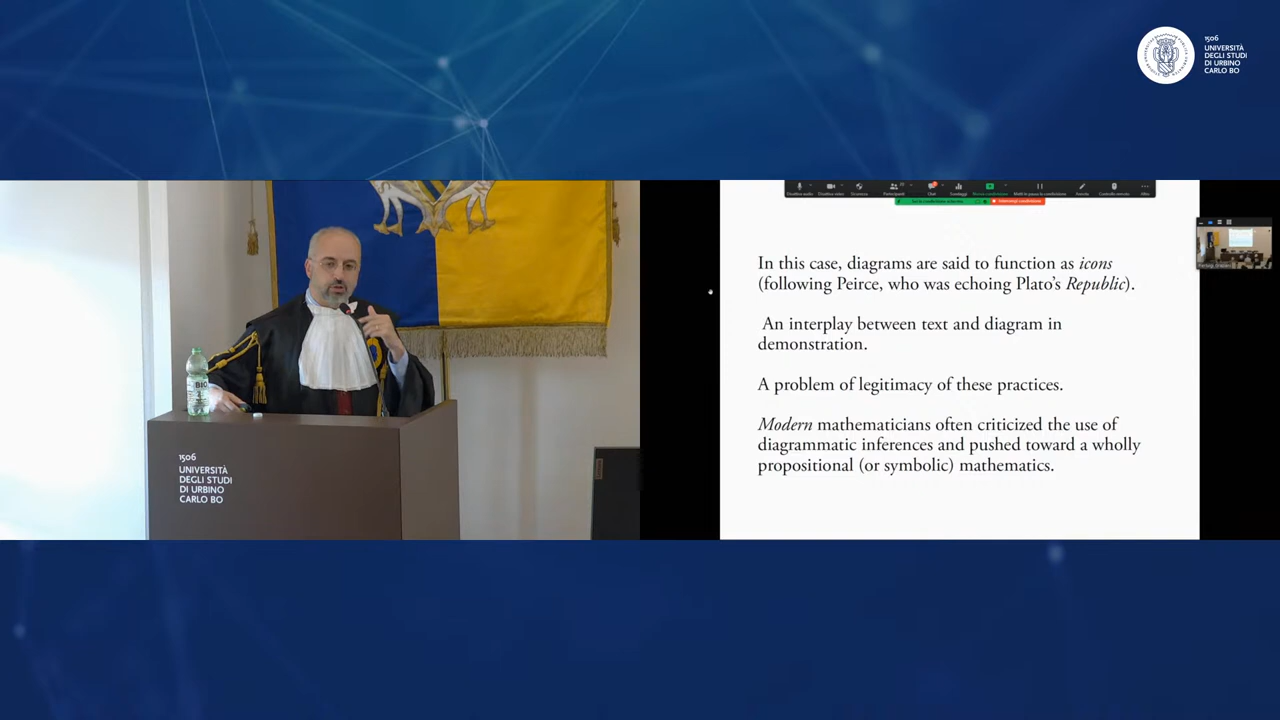 1506
UNIVERSITÀ
DEGLI STUDI
DI URBINO
CARLO BO
In this case, diagrams are said to function as icons
(following Peirce, who was echoing Plato's Republic).
An interplay between text and diagram in
demonstration.
A problem of legitimacy of these practices.
Modern mathematicians often criticized the use of
diagrammatic inferences and pushed toward a wholly
propositional (or symbolic) mathematics.
BIO
1506
UNIVERSITÀ
DEGLI STUDI
DI URBINO
CARLO BO